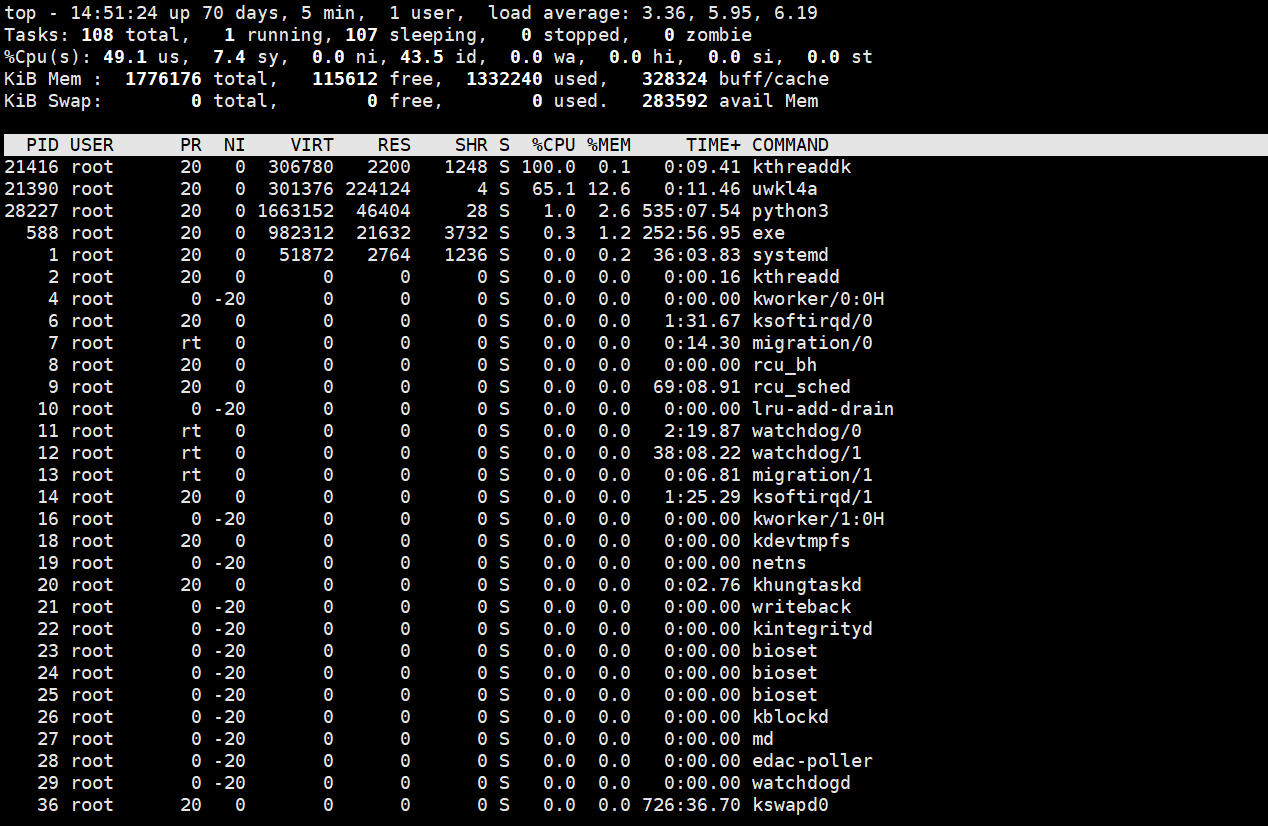 top - 14:51:24 up 70 days, 5 min,  1 user,  load average: 3.36, 5.95, 6.19
Tasks: 108 total,   1 running, 107 sleeping,   0 stopped,   0 zombie
%Cpu(s): 49.1 us,  7.4 sy,  0.0 ni, 43.5 id,  0.0 wa,  0.0 hi,  0.0 si,  0.0 st
KiB Mem :  1776176 total,   115612 free,  1332240 used,   328324 buff/cache
KiB Swap:        0 total,        0 free,        0 used.   283592 avail Mem
  PID USER      PR  NI    VIRT    RES    SHR S  %CPU %MEM     TIME+ COMMAND
21416 root      20   0  306780   2200   1248 S 100.0  0.1   0:09.41 kthreaddk
21390 root      20   0  301376 224124      4 S  65.1 12.6   0:11.46 uwkl4a
28227 root      20   0 1663152  46404     28 S   1.0  2.6 535:07.54 python3
  588 root      20   0  982312  21632   3732 S   0.3  1.2 252:56.95 exe
    1 root      20   0   51872   2764   1236 S   0.0  0.2  36:03.83 systemd
    2 root      20   0       0      0      0 S   0.0  0.0   0:00.16 kthreadd
    4 root       0 -20       0      0      0 S   0.0  0.0   0:00.00 kworker/0:0H
    6 root      20   0       0      0      0 S   0.0  0.0   1:31.67 ksoftirqd/0
    7 root      rt   0       0      0      0 S   0.0  0.0   0:14.30 migration/0
    8 root      20   0       0      0      0 S   0.0  0.0   0:00.00 rcu_bh
    9 root      20   0       0      0      0 S   0.0  0.0  69:08.91 rcu_sched
   10 root       0 -20       0      0      0 S   0.0  0.0   0:00.00 lru-add-drain
   11 root      rt   0       0      0      0 S   0.0  0.0   2:19.87 watchdog/0
   12 root      rt   0       0      0      0 S   0.0  0.0  38:08.22 watchdog/1
   13 root      rt   0       0      0      0 S   0.0  0.0   0:06.81 migration/1
   14 root      20   0       0      0      0 S   0.0  0.0   1:25.29 ksoftirqd/1
   16 root       0 -20       0      0      0 S   0.0  0.0   0:00.00 kworker/1:0H
   18 root      20   0       0      0      0 S   0.0  0.0   0:00.00 kdevtmpfs
   19 root       0 -20       0      0      0 S   0.0  0.0   0:00.00 netns
   20 root      20   0       0      0      0 S   0.0  0.0   0:02.76 khungtaskd
   21 root       0 -20       0      0      0 S   0.0  0.0   0:00.00 writeback
   22 root       0 -20       0      0      0 S   0.0  0.0   0:00.00 kintegrityd
   23 root       0 -20       0      0      0 S   0.0  0.0   0:00.00 bioset
   24 root       0 -20       0      0      0 S   0.0  0.0   0:00.00 bioset
   25 root       0 -20       0      0      0 S   0.0  0.0   0:00.00 bioset
   26 root       0 -20       0      0      0 S   0.0  0.0   0:00.00 kblockd
   27 root       0 -20       0      0      0 S   0.0  0.0   0:00.00 md
   28 root       0 -20       0      0      0 S   0.0  0.0   0:00.00 edac-poller
   29 root       0 -20       0      0      0 S   0.0  0.0   0:00.00 watchdogd
   36 root      20   0       0      0      0 S   0.0  0.0 726:36.70 kswapd0